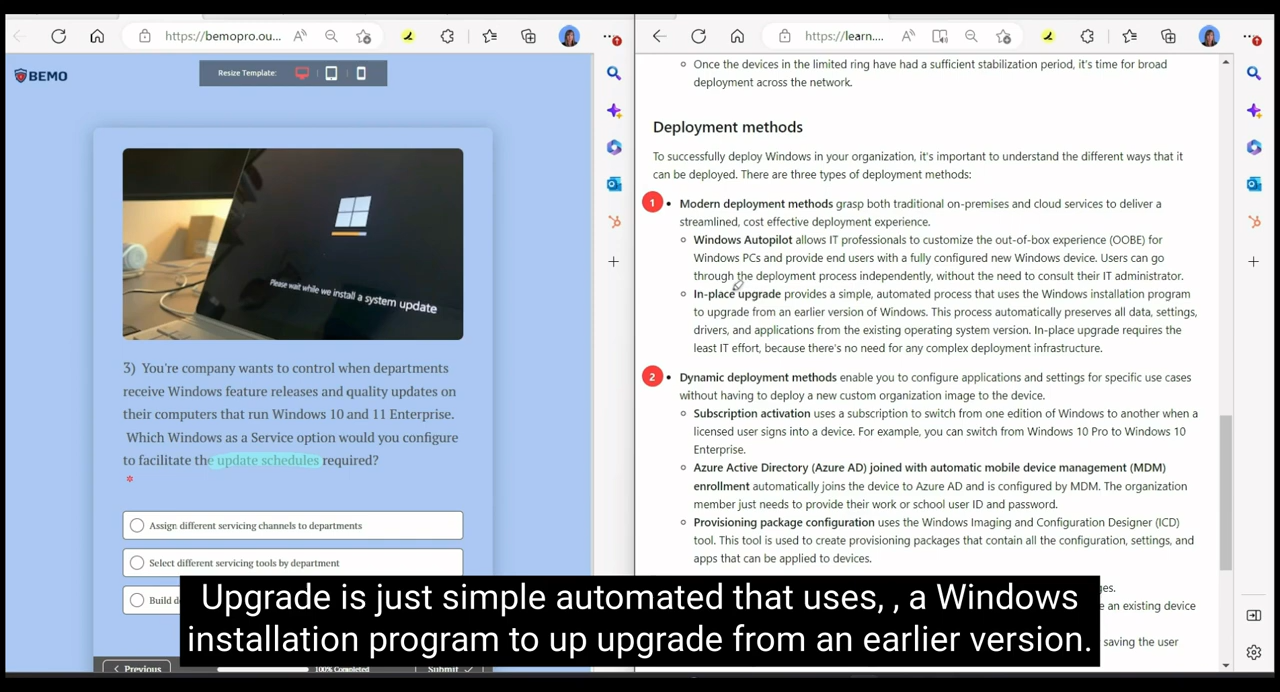 https://bemopro.ou...
https://learn....
BEMO
Resize Template:
Please wait while we install a system update
3) You're company wants to control when departments
receive Windows feature releases and quality updates on
their computers that run Windows 10 and 11 Enterprise.
Which Windows as a Service option would you configure
to facilitate the update schedules required?
*
Assign different servicing channels to departments
Select different servicing tools by department
Build de
Previous
100% Completed
Submit
Once the devices in the limited ring have had a sufficient stabilization period, it's time for broad
deployment across the network.
Deployment methods
To successfully deploy Windows in your organization, it's important to understand the different ways that it
can be deployed. There are three types of deployment methods:
1 • Modern deployment methods grasp both traditional on-premises and cloud services to deliver a
streamlined, cost effective deployment experience.
Windows Autopilot allows IT professionals to customize the out-of-box experience (OOBE) for
Windows PCs and provide end users with a fully configured new Windows device. Users can go
through the deployment process independently, without the need to consult their IT administrator.
In-place upgrade provides a simple, automated process that uses the Windows installation program
to upgrade from an earlier version of Windows. This process automatically preserves all data, settings,
drivers, and applications from the existing operating system version. In-place upgrade requires the
least IT effort, because there's no need for any complex deployment infrastructure.
2 • Dynamic deployment methods enable you to configure applications and settings for specific use cases
without having to deploy a new custom organization image to the device.
Subscription activation uses a subscription to switch from one edition of Windows to another when a
licensed user signs into a device. For example, you can switch from Windows 10 Pro to Windows 10
Enterprise.
Azure Active Directory (Azure AD) joined with automatic mobile device management (MDM)
enrollment automatically joins the device to Azure AD and is configured by MDM. The organization
member just needs to provide their work or school user ID and password.
Provisioning package configuration uses the Windows Imaging and Configuration Designer (ICD)
tool. This tool is used to create provisioning packages that contain all the configuration, settings, and
apps that can be applied to devices.
ges.
e an existing device
saving the user
Upgrade is just simple automated that uses, , a Windows
installation program to up upgrade from an earlier version.